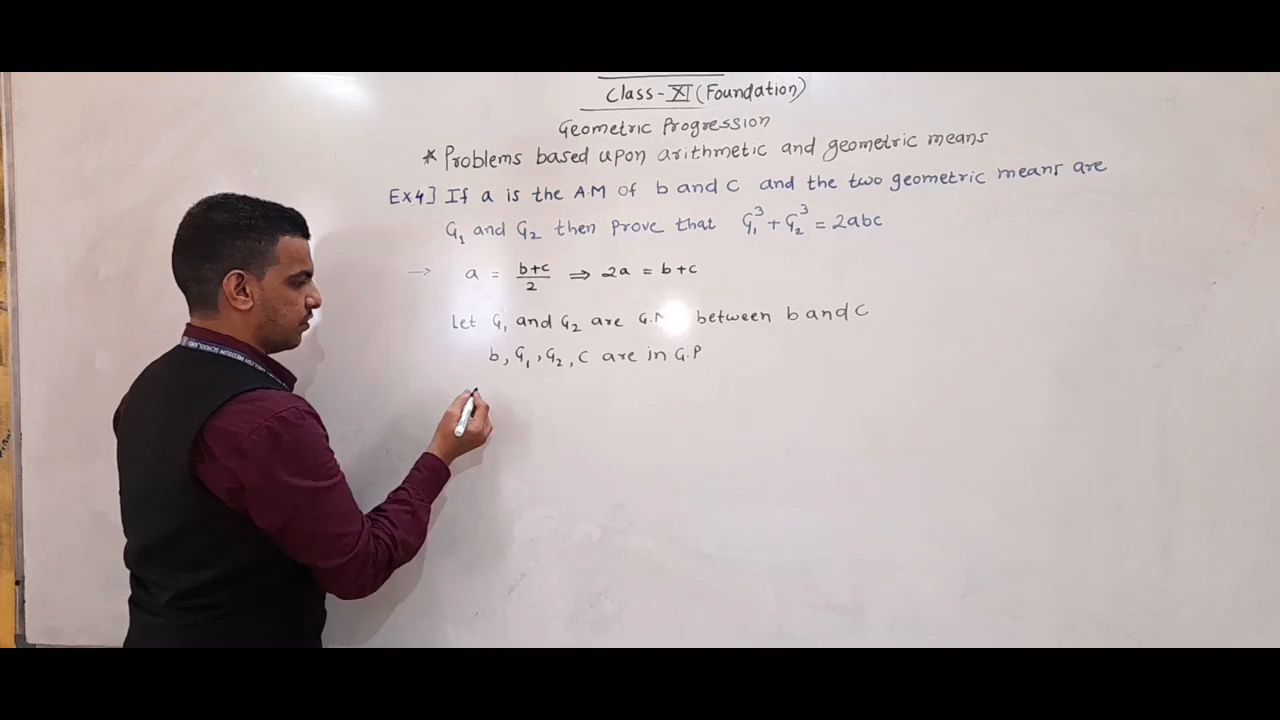 Class-XI (Foundation)
Geometric Progression
* Problems based upon arithmetic and geometric means
Ex4] If a is the A.M of b and c and the two geometric means are
G₁ and G₂ then prove that G₁³ + G₂³ = 2abc
→ a = b+c/2 ⇒ 2a = b+c
Let G₁ and G₂ are G.M between b and c
b, G₁, G₂, c are in G.P